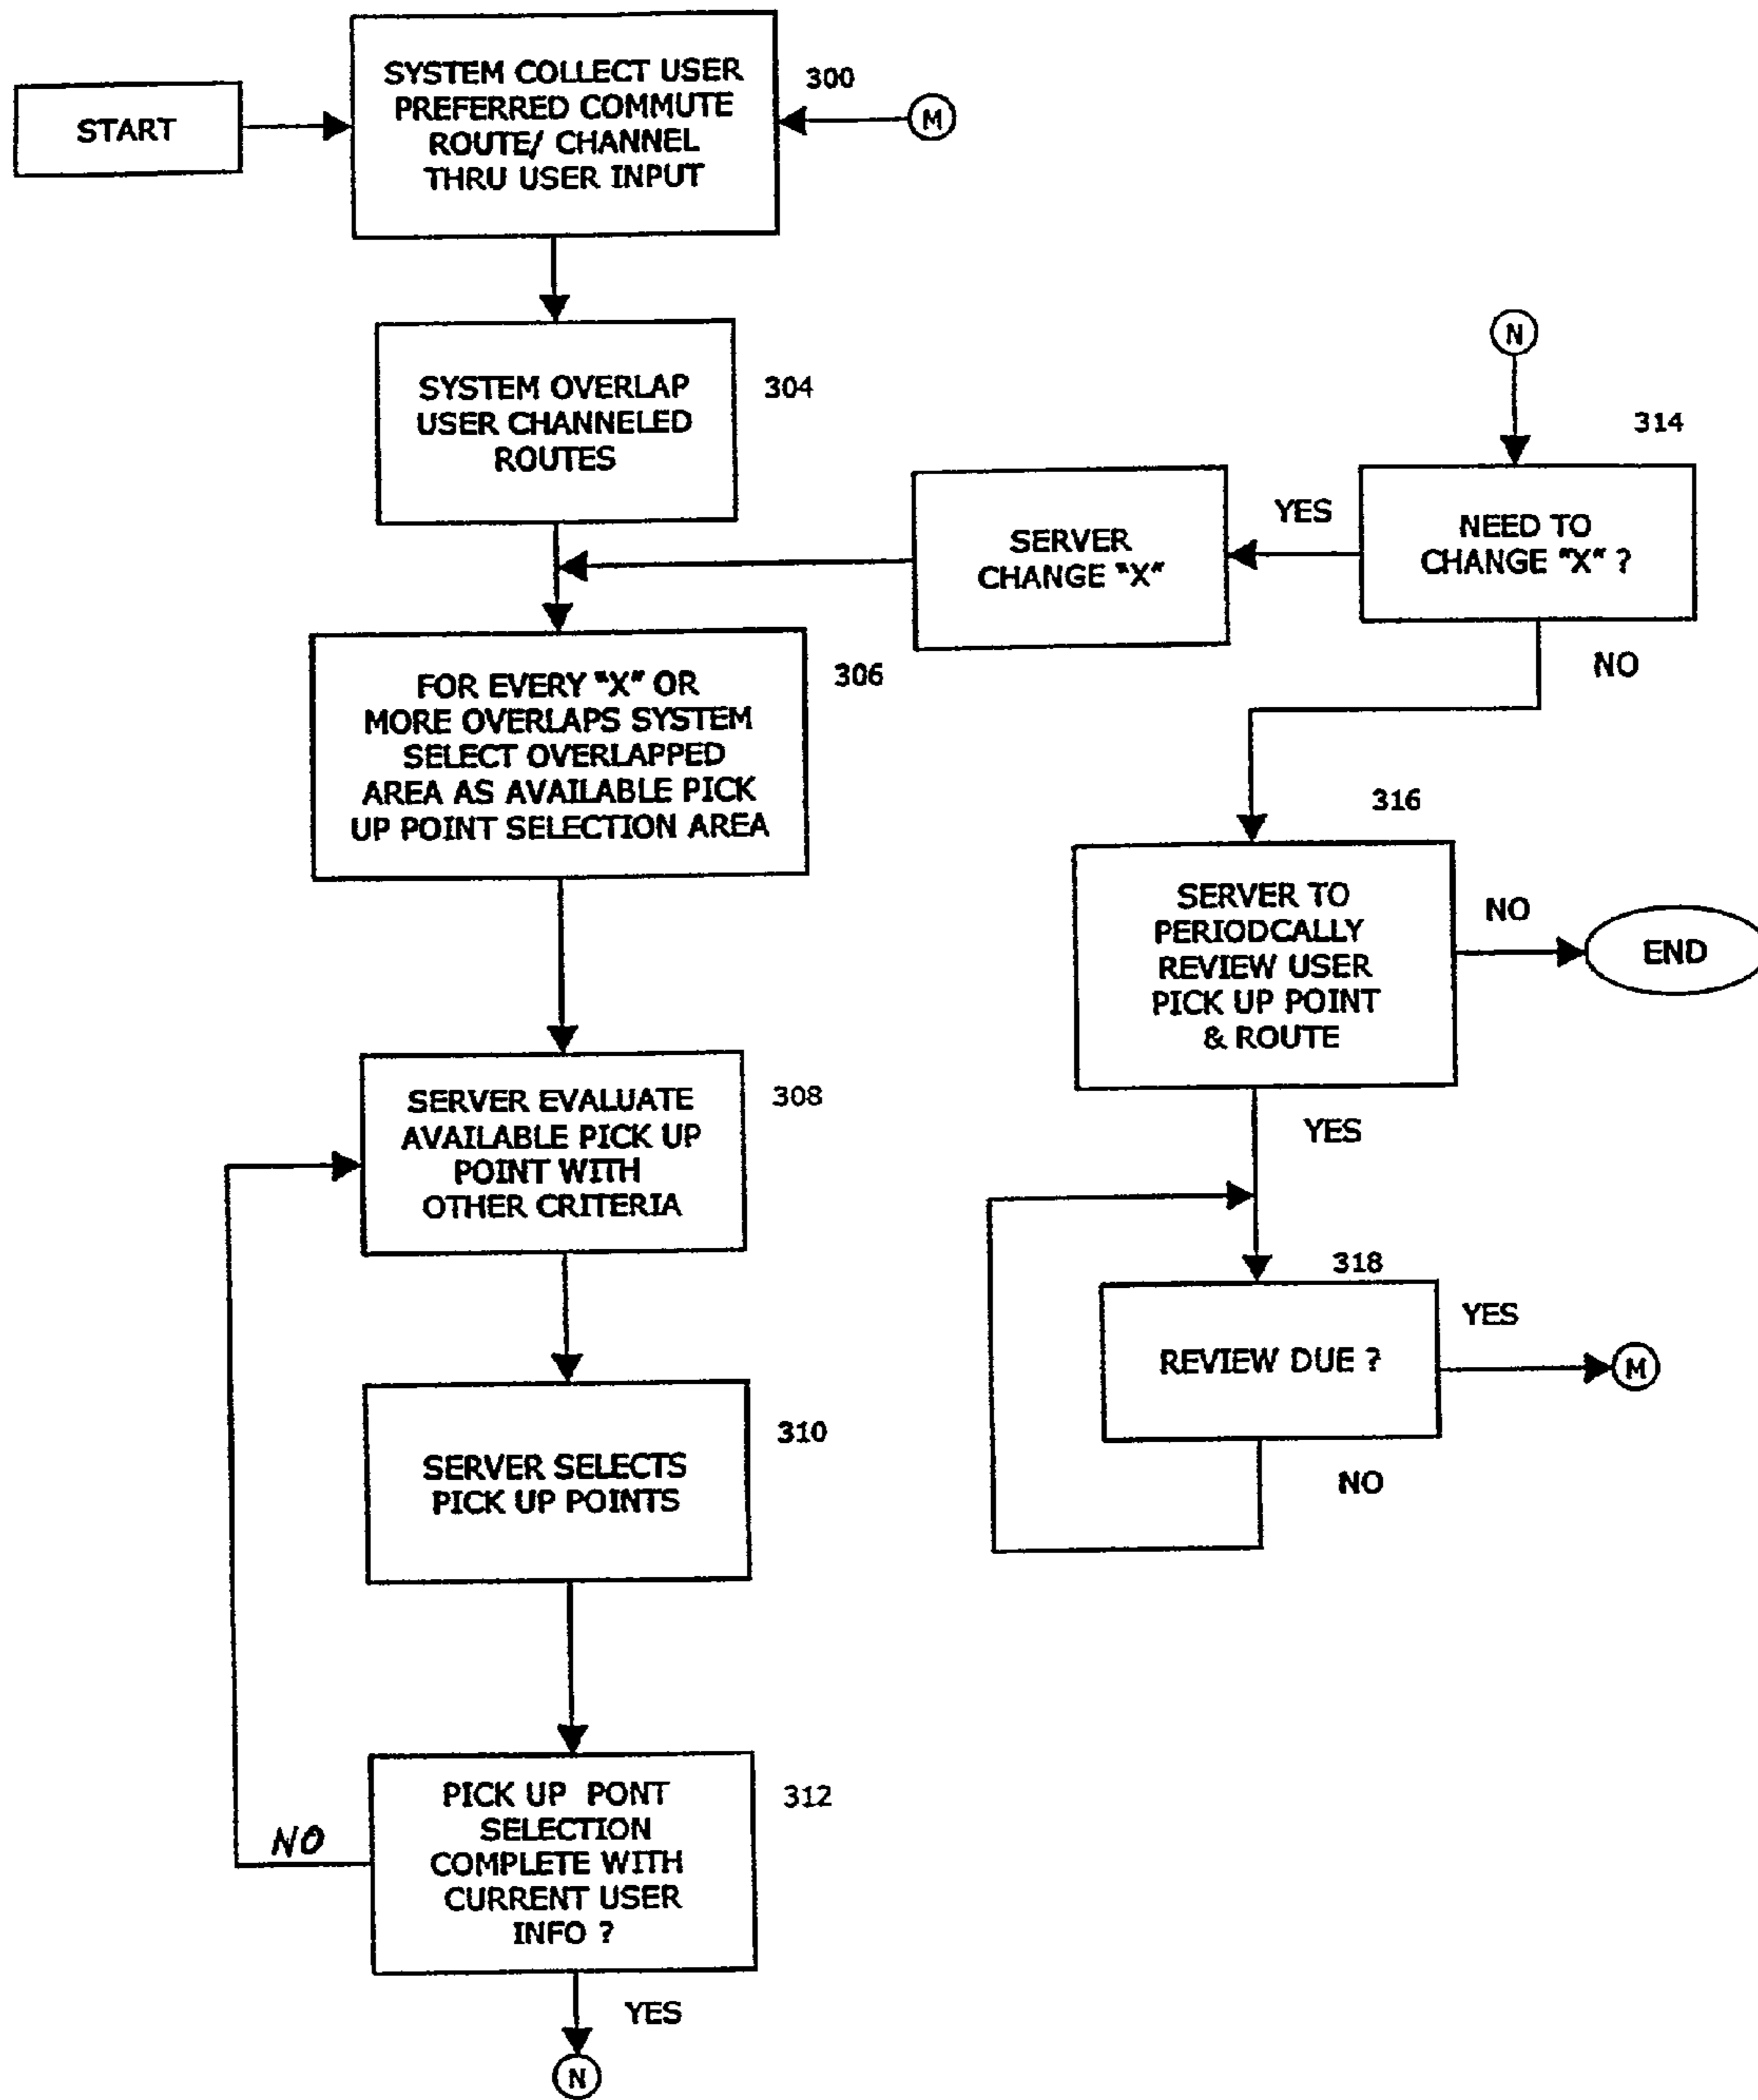 START
SYSTEM COLLECT USER
PREFERRED COMMUTE
ROUTE/ CHANNEL
THRU USER INPUT
300
M
SYSTEM OVERLAP
USER CHANNELED
ROUTES
304
FOR EVERY "X" OR
MORE OVERLAPS SYSTEM
SELECT OVERLAPPED
AREA AS AVAILABLE PICK
UP POINT SELECTION AREA
306
SERVER EVALUATE
AVAILABLE PICK UP
POINT WITH
OTHER CRITERIA
308
SERVER SELECTS
PICK UP POINTS
310
PICK UP PONT
SELECTION
COMPLETE WITH
CURRENT USER
INFO ?
312
NO
YES
N
N
314
NEED TO
CHANGE "X" ?
YES
SERVER
CHANGE "X"
NO
316
SERVER TO
PERIODCALLY
REVIEW USER
PICK UP POINT
& ROUTE
NO
END
YES
318
REVIEW DUE ?
YES
M
NO